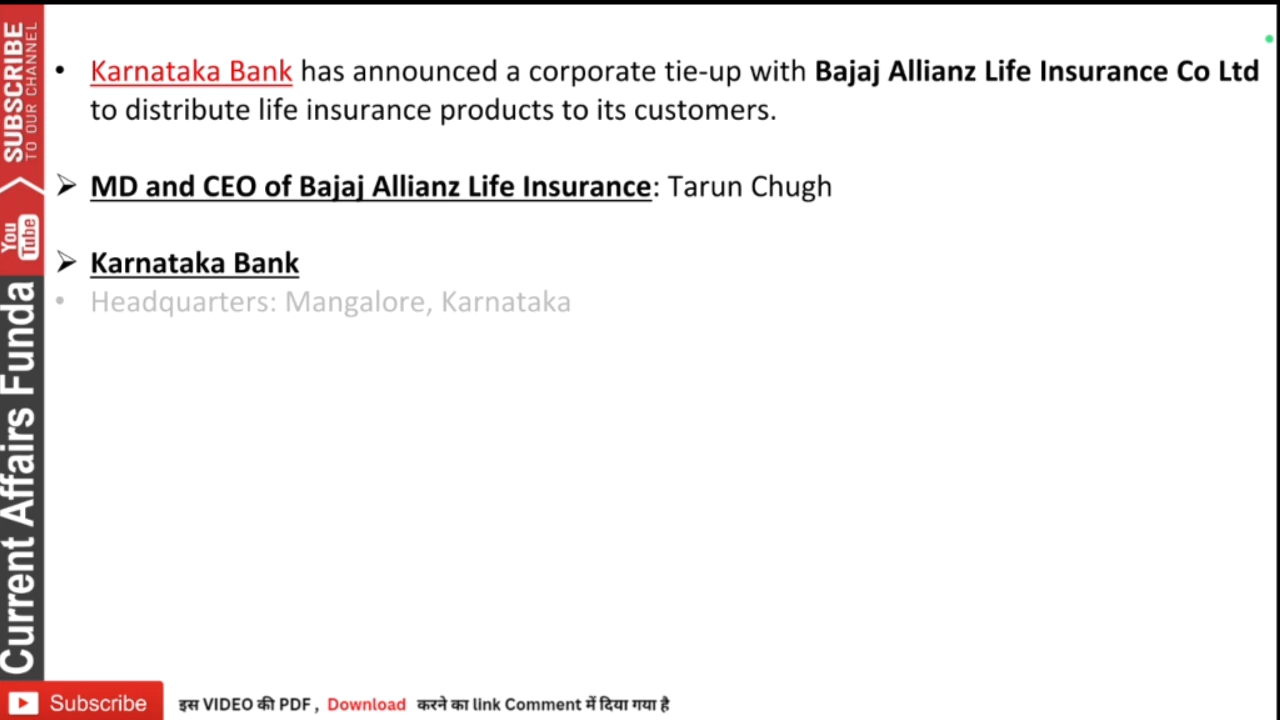 • Karnataka Bank has announced a corporate tie-up with Bajaj Allianz Life Insurance Co Ltd
to distribute life insurance products to its customers.
➢ MD and CEO of Bajaj Allianz Life Insurance: Tarun Chugh
➢ Karnataka Bank
• Headquarters: Mangalore, Karnataka
SUBSCRIBE
TO OUR CHANNEL
You
Tube
Current Affairs Funda
Subscribe
इस VIDEO की PDF , Download करने का link Comment में दिया गया है